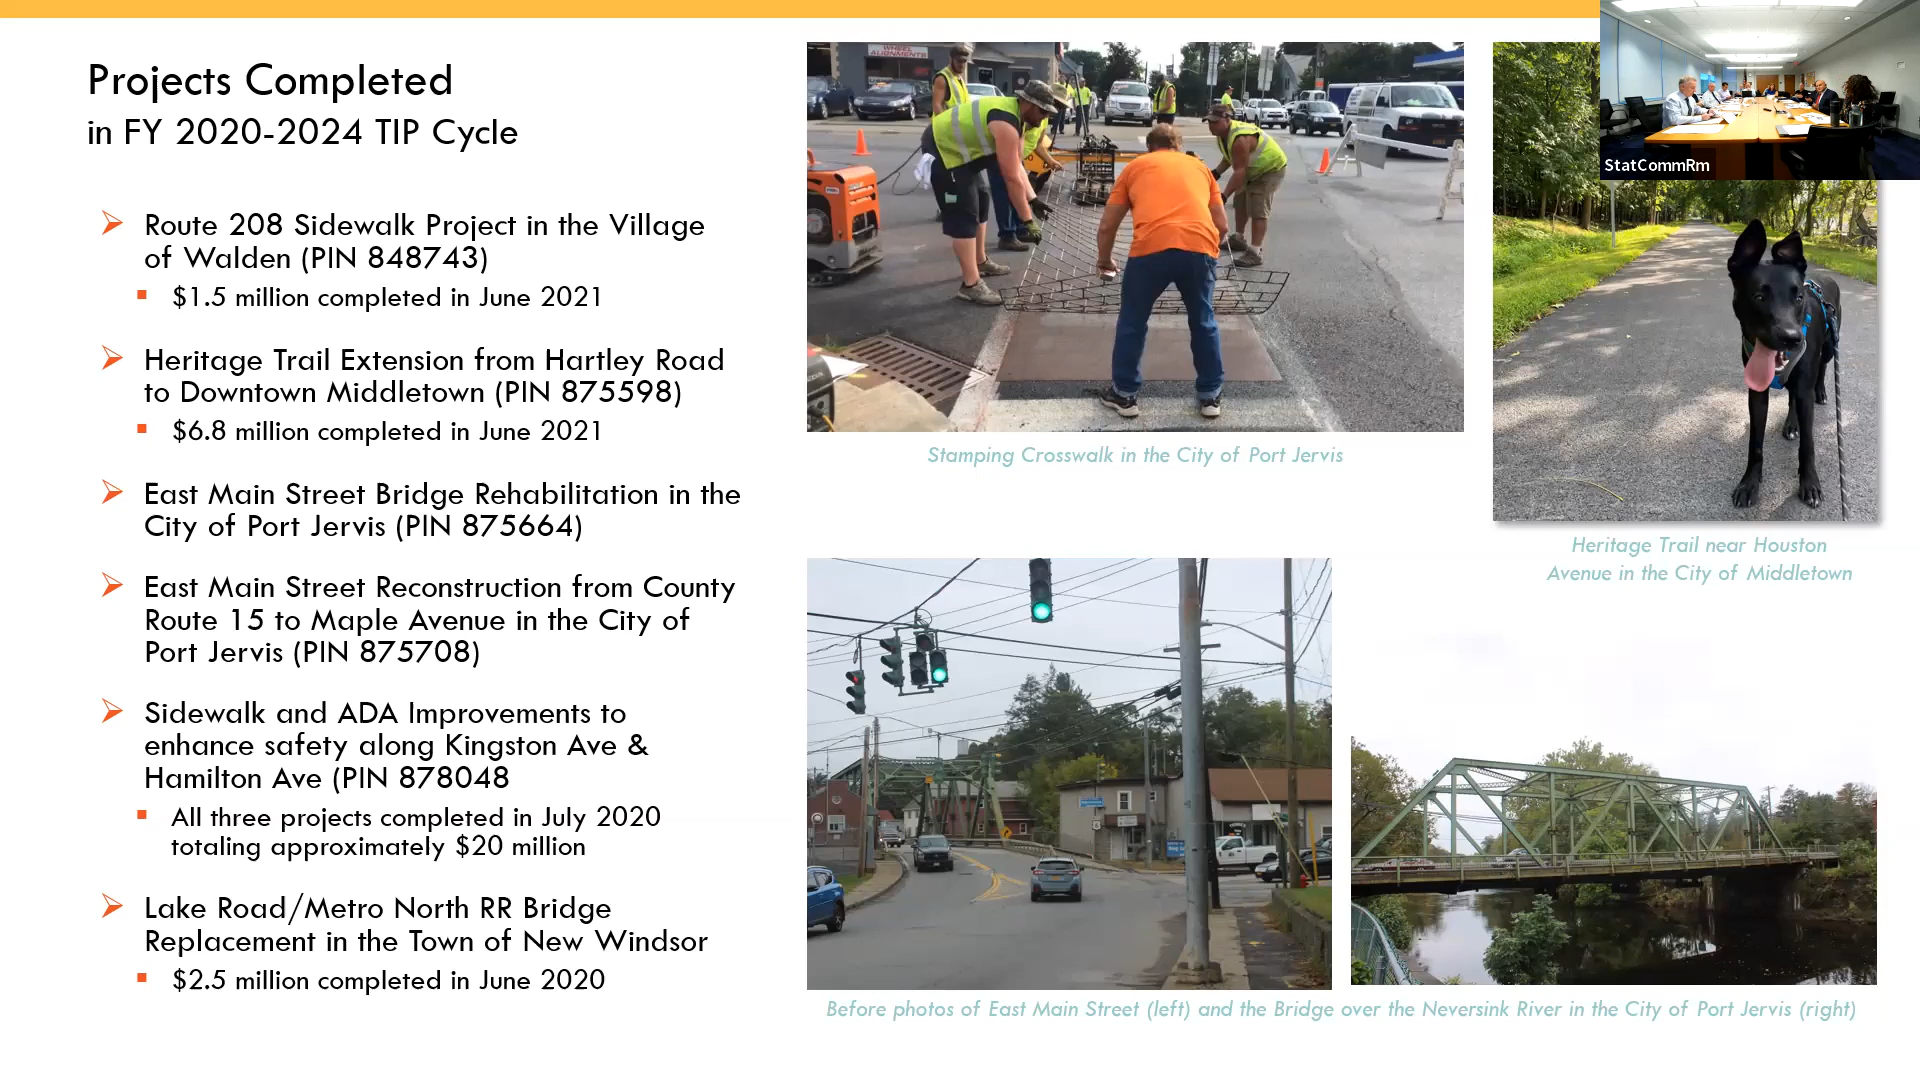 Projects Completed
in FY 2020-2024 TIP Cycle
Route 208 Sidewalk Project in the Village
of Walden (PIN 848743)
$1.5 million completed in June 2021
Heritage Trail Extension from Hartley Road
to Downtown Middletown (PIN 875598)
$6.8 million completed in June 2021
East Main Street Bridge Rehabilitation in the
City of Port Jervis (PIN 875664)
East Main Street Reconstruction from County
Route 15 to Maple Avenue in the City of
Port Jervis (PIN 875708)
Sidewalk and ADA Improvements to
enhance safety along Kingston Ave &
Hamilton Ave (PIN 878048
All three projects completed in July 2020
totaling approximately $20 million
Lake Road/Metro North RR Bridge
Replacement in the Town of New Windsor
$2.5 million completed in June 2020
WHEEL
ALIGNMENTS
Stamping Crosswalk in the City of Port Jervis
StatCommRm
Heritage Trail near Houston
Avenue in the City of Middletown
Before photos of East Main Street (left) and the Bridge over the Neversink River in the City of Port Jervis (right)